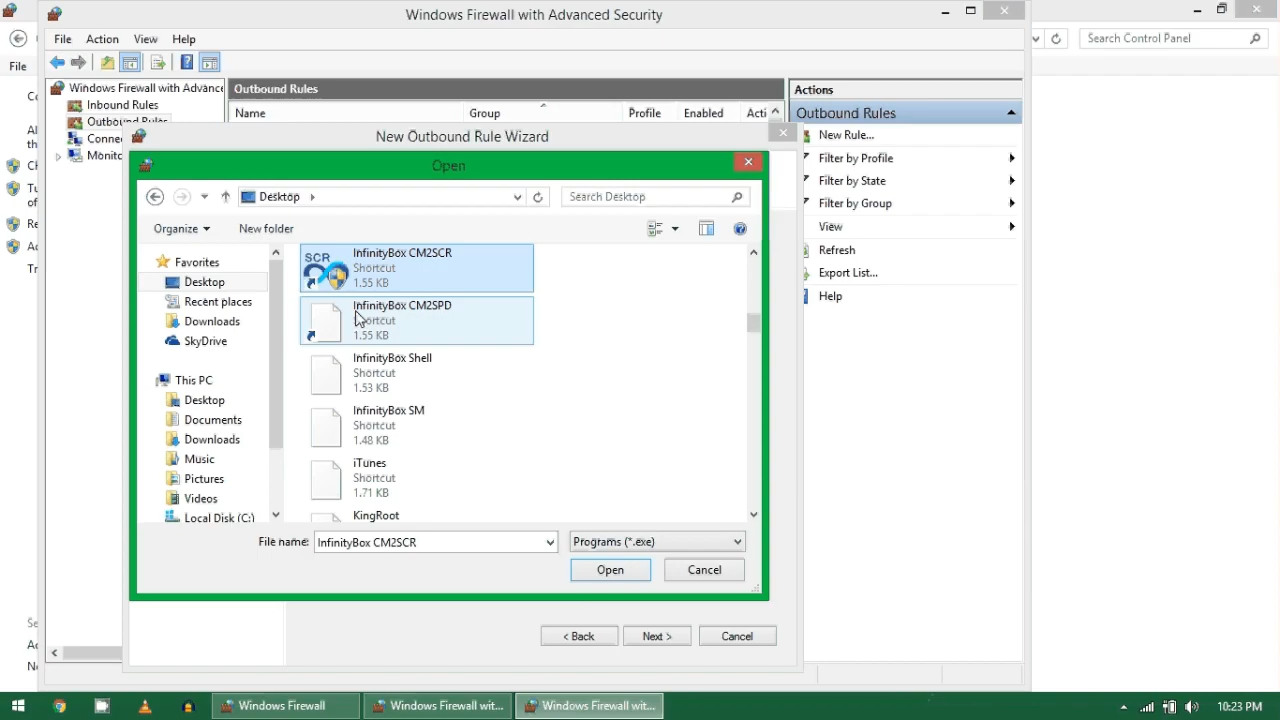 Windows Firewall with Advanced Security
File Action View Help
Search Control Panel
File
Windows Firewall with Advance
Inbound Rules
Outbound Rules
Connec
Monito
Outbound Rules
Name Group Profile Enabled Acti
Actions
Outbound Rules
New Rule...
Filter by Profile
Filter by State
Filter by Group
View
Refresh
Export List...
Help
New Outbound Rule Wizard
Open
Desktop
Search Desktop
Organize New folder
Favorites
Desktop
Recent places
Downloads
SkyDrive
This PC
Desktop
Documents
Downloads
Music
Pictures
Videos
Local Disk (C:)
SCR
InfinityBox CM2SCR
Shortcut
1.55 KB
InfinityBox CM2SPD
Shortcut
1.55 KB
InfinityBox Shell
Shortcut
1.53 KB
InfinityBox SM
Shortcut
1.48 KB
iTunes
Shortcut
1.71 KB
KingRoot
File name: InfinityBox CM2SCR Programs (*.exe)
Open Cancel
< Back Next > Cancel
Windows Firewall
Windows Firewall wit...
Windows Firewall wit...
10:23 PM